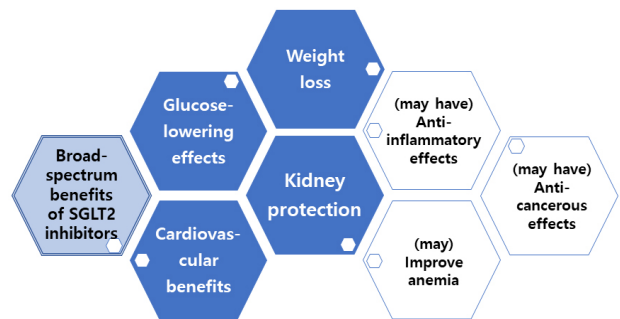 Broad-
spectrum
benefits
of SGLT2
inhibitors
Glucose-
lowering
effects
Cardiovas-
cular
benefits
Weight
loss
Kidney
protection
(may have)
Anti-
inflammatory
effects
(may)
Improve
anemia
(may have)
Anti-
cancerous
effects